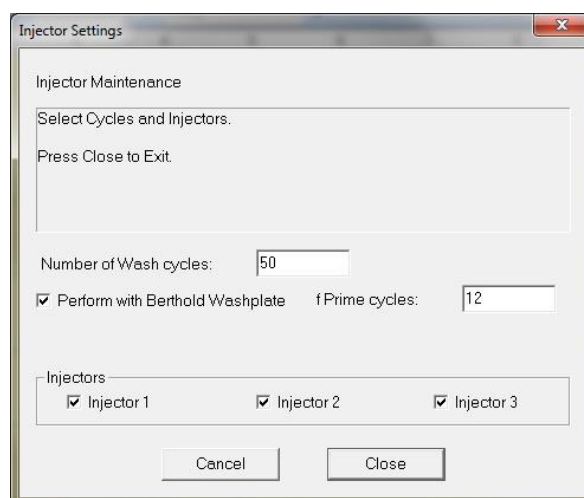 Injector Settings
Injector Maintenance
Select Cycles and Injectors.
Press Close to Exit.
Number of Wash cycles: 50
Perform with Berthold Washplate f Prime cycles: 12
Injectors
Injector 1 Injector 2 Injector 3
Cancel Close